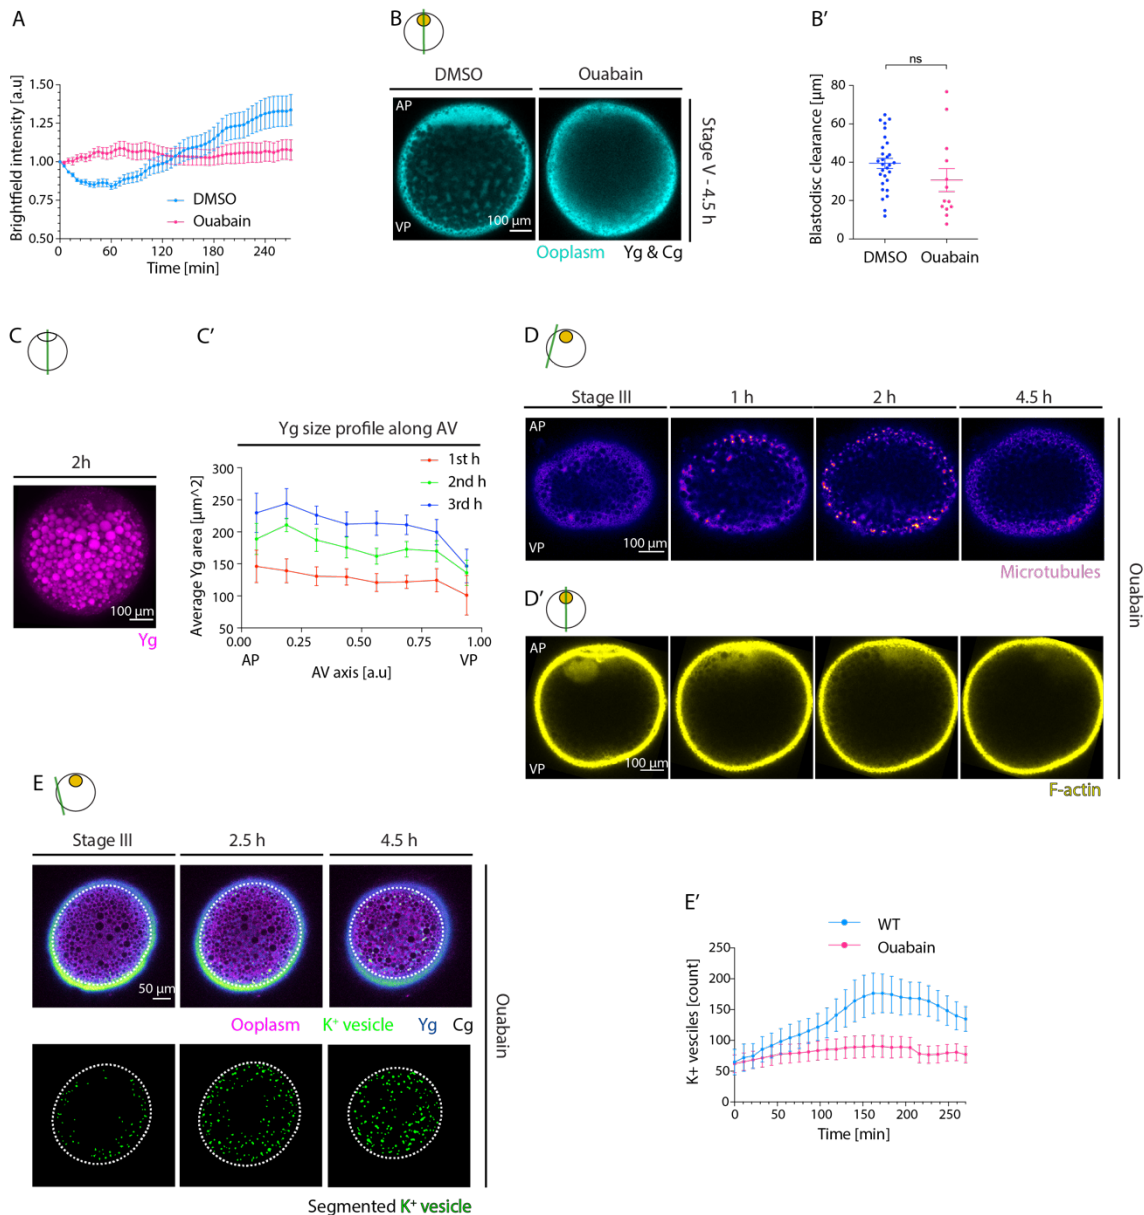 A
B
B'
DMSO
Ouabain
ns
Brightfield intensity [a.u]
1.50
1.25
1.00
0.75
0.50
DMSO
Ouabain
0
60
120
180
240
Time [min]
AP
VP
100 µm
Stage V - 4.5 h
Ooplasm
Yg & Cg
Blastodisc clearance [µm]
80
60
40
20
0
DMSO
Ouabain
C
C'
D
2h
100 µm
Yg
Yg size profile along AV
1st h
2nd h
3rd h
Average Yg area [µm^2]
300
250
200
150
100
50
0.00
0.25
0.50
0.75
1.00
AP
VP
AV axis [a.u]
Stage III
1 h
2 h
4.5 h
AP
VP
100 µm
Microtubules
D'
AP
VP
100 µm
F-actin
Ouabain
E
Stage III
2.5 h
4.5 h
50 µm
Ooplasm
K⁺ vesicle
Yg
Cg
Ouabain
Segmented K⁺ vesicle
E'
WT
Ouabain
K+ vesciles [count]
250
200
150
100
50
0
0
50
100
150
200
250
Time [min]